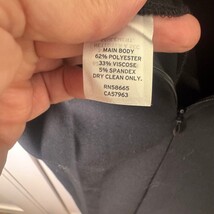 MAIN BODY
62% POLYESTER
33% VISCOSE
5% SPANDEX
DRY CLEAN ONLY.
RN58665
CA57963